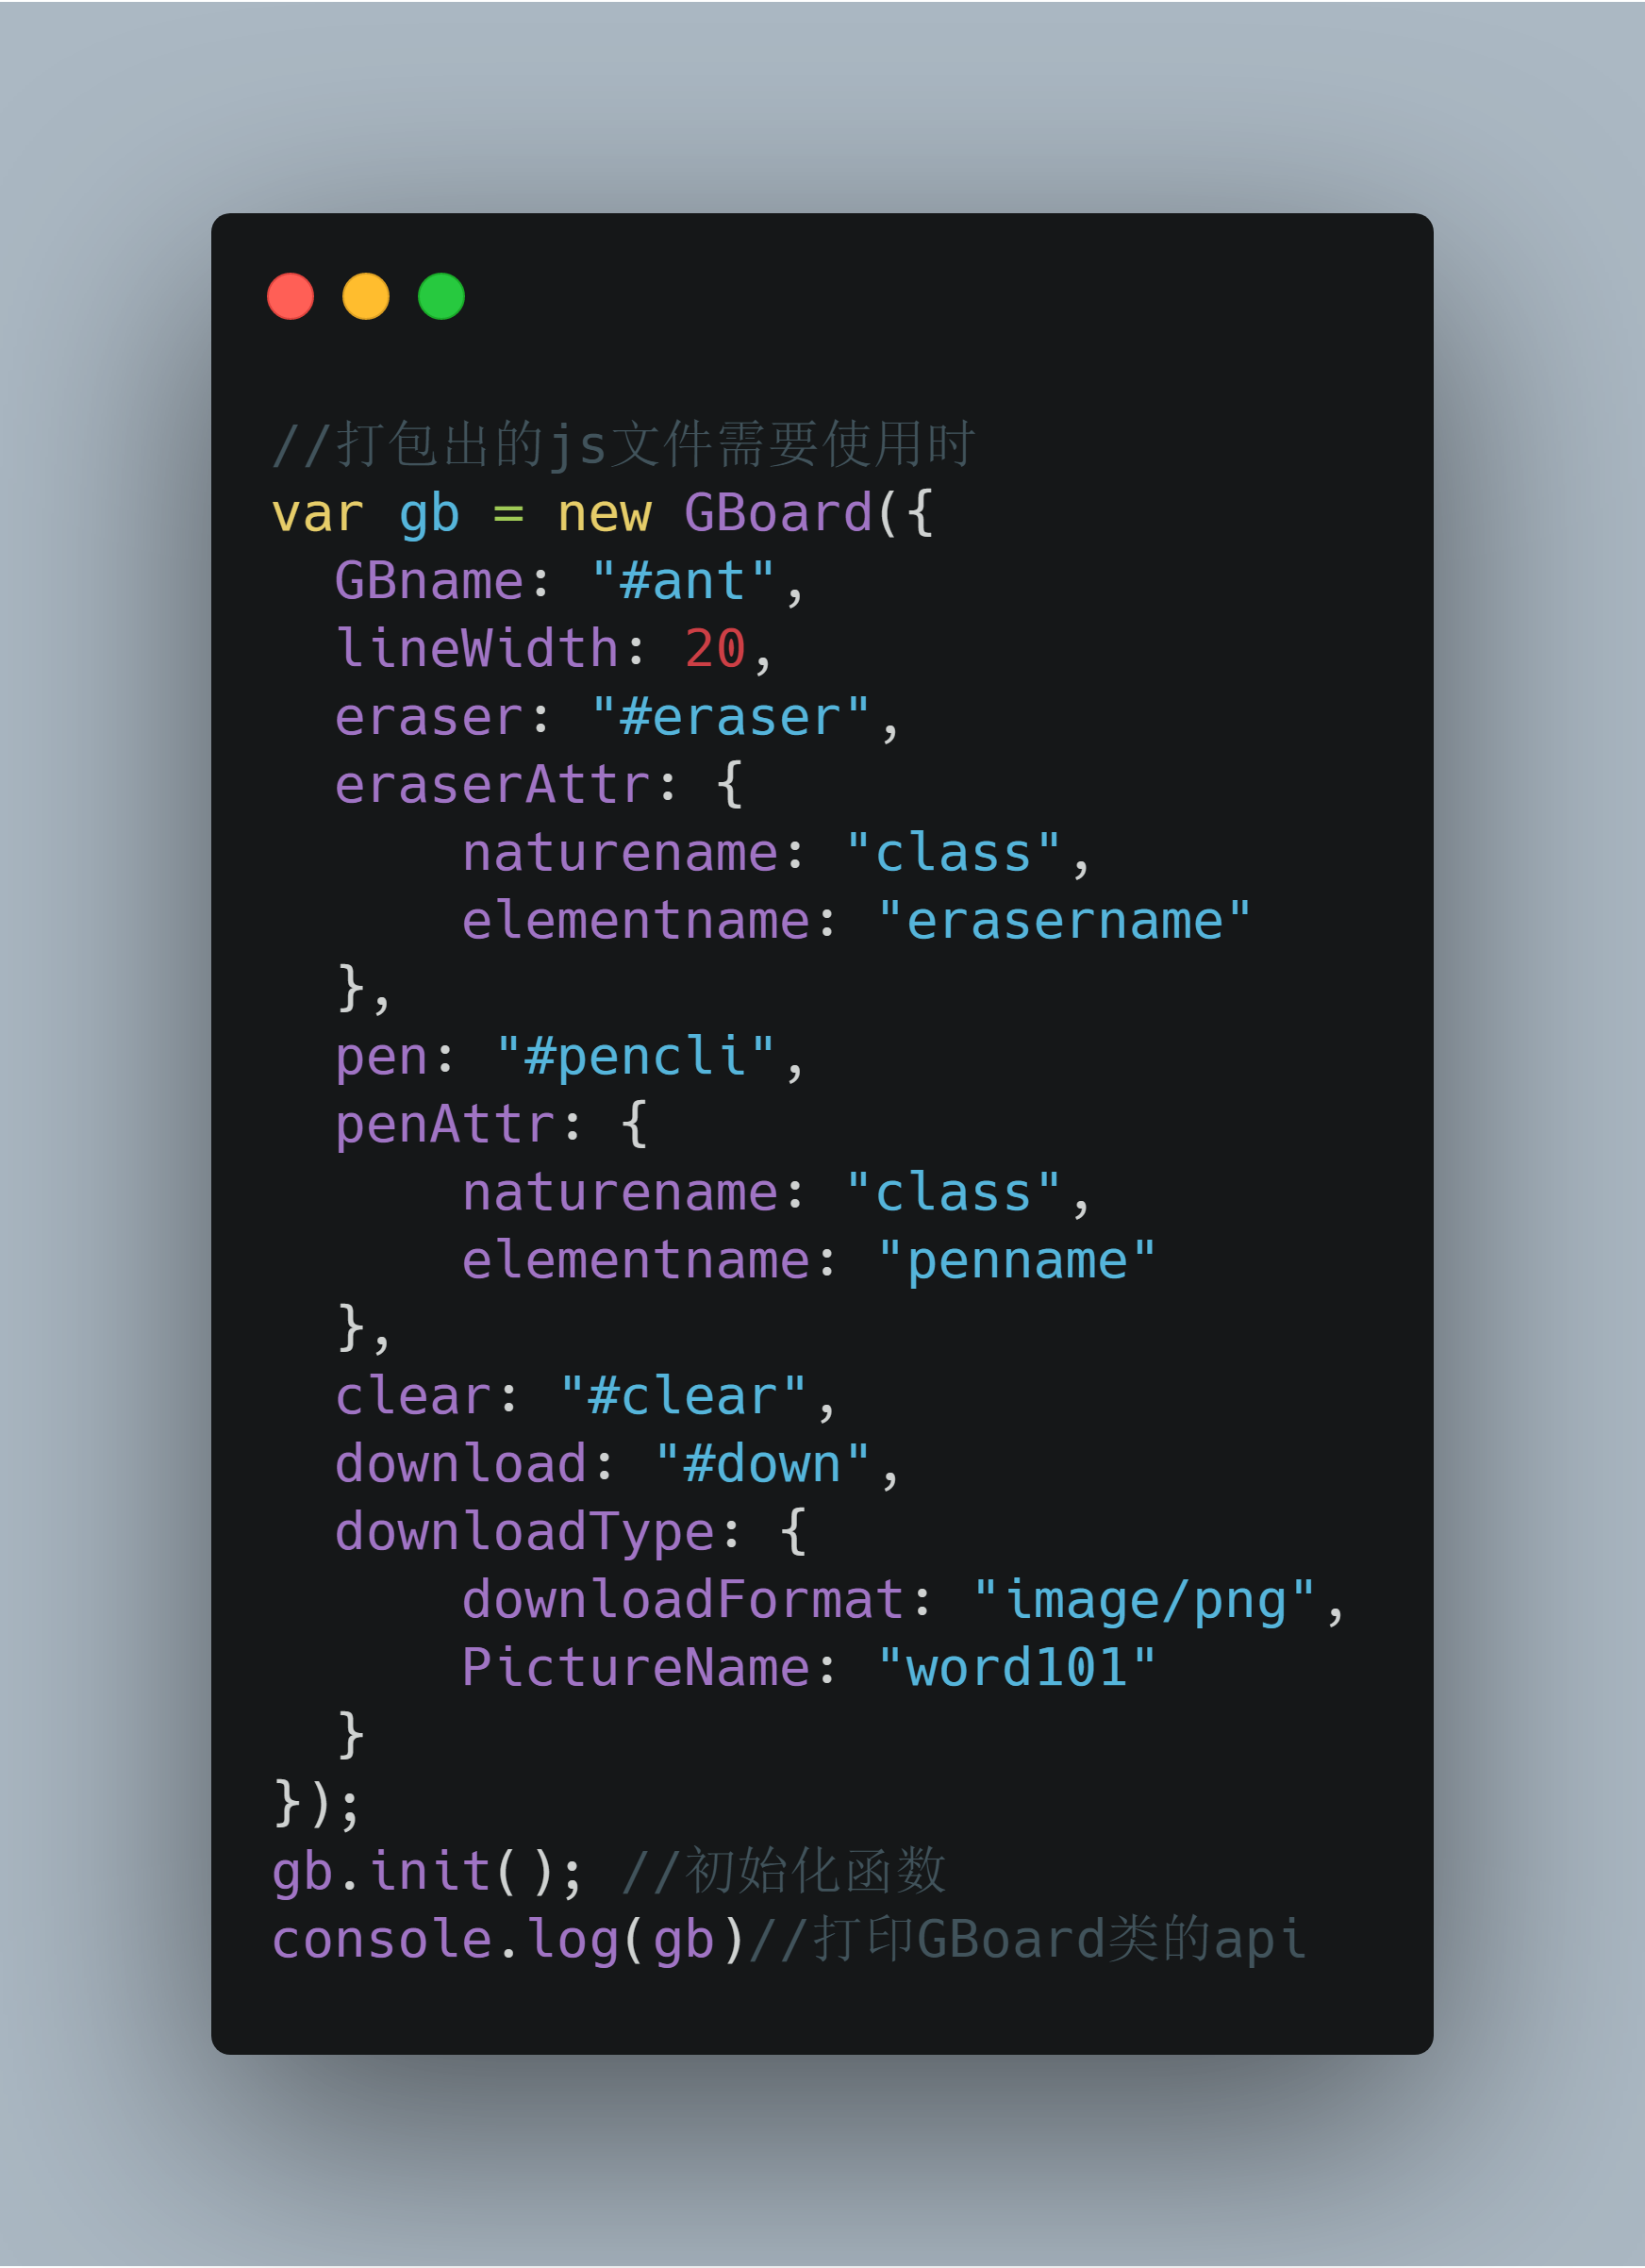 //打包出的js文件需要使用时
var gb = new GBoard({
  GBname: "#ant",
  lineWidth: 20,
  eraser: "#eraser",
  eraserAttr: {
      naturename: "class",
      elementname: "erasername"
  },
  pen: "#pencli",
  penAttr: {
      naturename: "class",
      elementname: "penname"
  },
  clear: "#clear",
  download: "#down",
  downloadType: {
      downloadFormat: "image/png",
      PictureName: "word101"
  }
});
gb.init(); //初始化函数
console.log(gb)//打印GBoard类的api